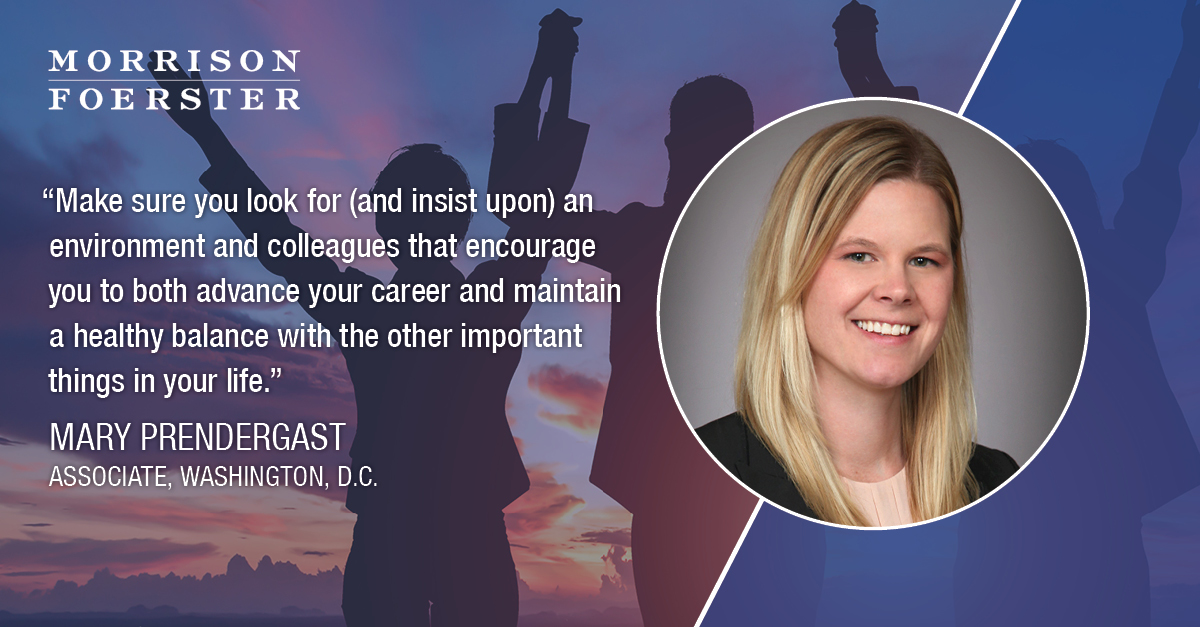 MORRISON
FOERSTER
“Make sure you look for (and insist upon) an
environment and colleagues that encourage
you to both advance your career and maintain
a healthy balance with the other important
things in your life.”
MARY PRENDERGAST
ASSOCIATE, WASHINGTON, D.C.